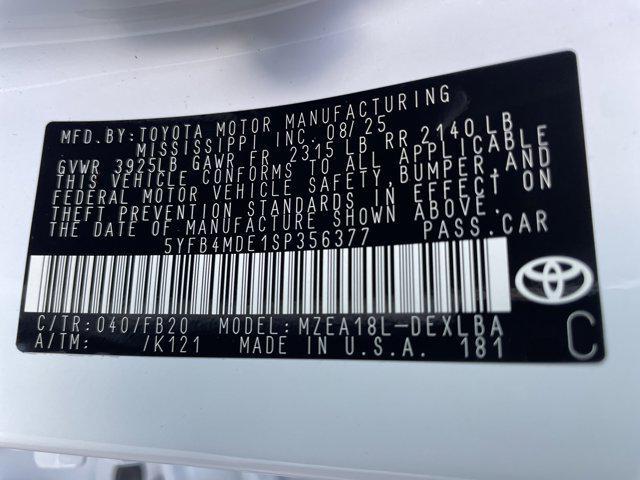 MFD. BY: TOYOTA MOTOR MANUFACTURING
MISSISSIPPI INC. 08/25
GVWR 3925LB GAWR FR 2315 LB RR 2140 LB
THIS VEHICLE CONFORMS TO ALL APPLICABLE
FEDERAL MOTOR VEHICLE SAFETY, BUMPER, AND
THEFT PREVENTION STANDARDS IN EFFECT ON
THE DATE OF MANUFACTURE SHOWN ABOVE.
5YFB4MDE1SP356377 PASS. CAR
C/TR: 040/FB20 MODEL: MZEA18L-DEXLBA
A/TM: /K121 MADE IN U.S.A. 181 C